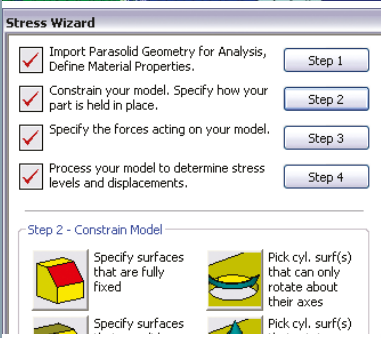 Stress Wizard
Import Parasolid Geometry for Analysis,
Define Material Properties.
Step 1
Constrain your model. Specify how your
part is held in place.
Step 2
Specify the forces acting on your model.
Step 3
Process your model to determine stress
levels and displacements.
Step 4
Step 2 - Constrain Model
Specify surfaces
that are fully
fixed
Pick cyl. surf(s)
that can only
rotate about
their axes
Specify surfaces
Pick cyl. surf(s)